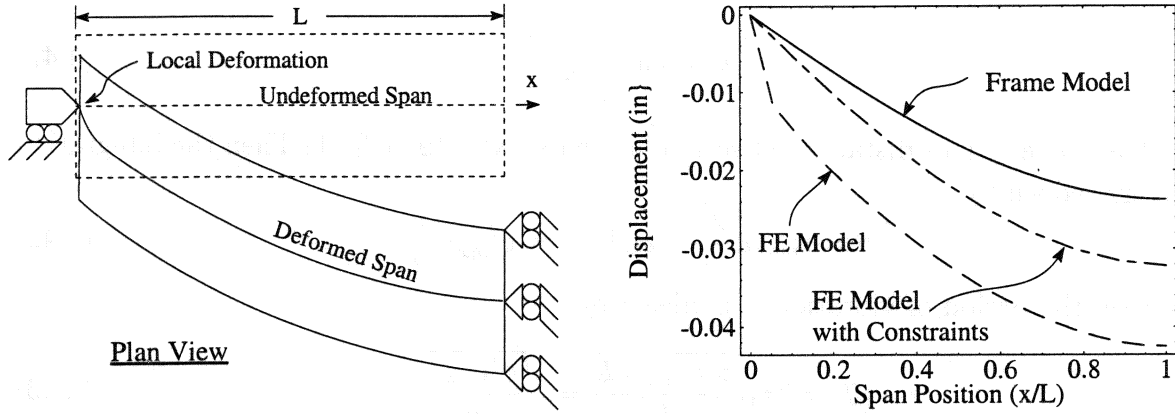 L
Local Deformation
Undeformed Span
x
Deformed Span
Plan View
Displacement (in}
0
-0.01
-0.02
-0.03
-0.04
Frame Model
FE Model
FE Model
with Constraints
0 0.2 0.4 0.6 0.8 1
Span Position (x/L)